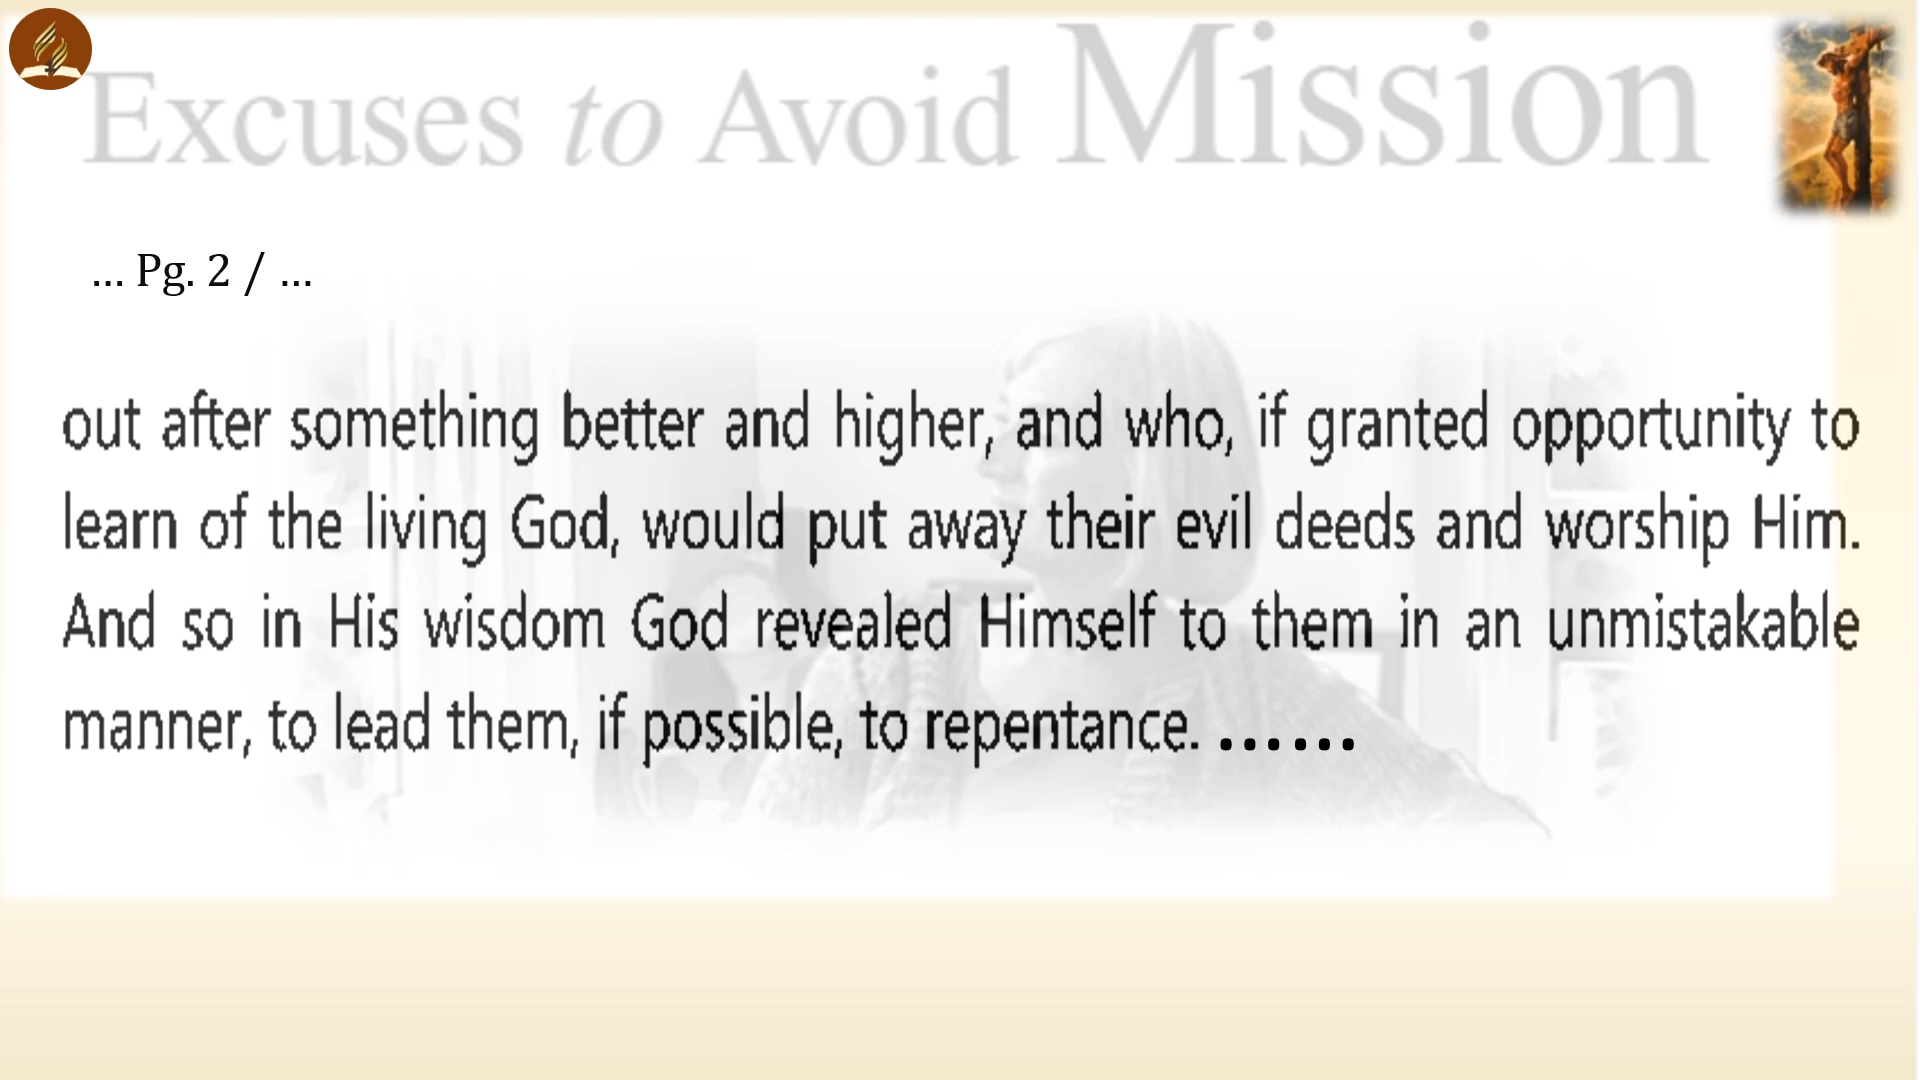 Excuses to Avoid Mission
... Pg. 2 / ...
out after something better and higher, and who, if granted opportunity to
learn of the living God, would put away their evil deeds and worship Him.
And so in His wisdom God revealed Himself to them in an unmistakable
manner, to lead them, if possible, to repentance. ......